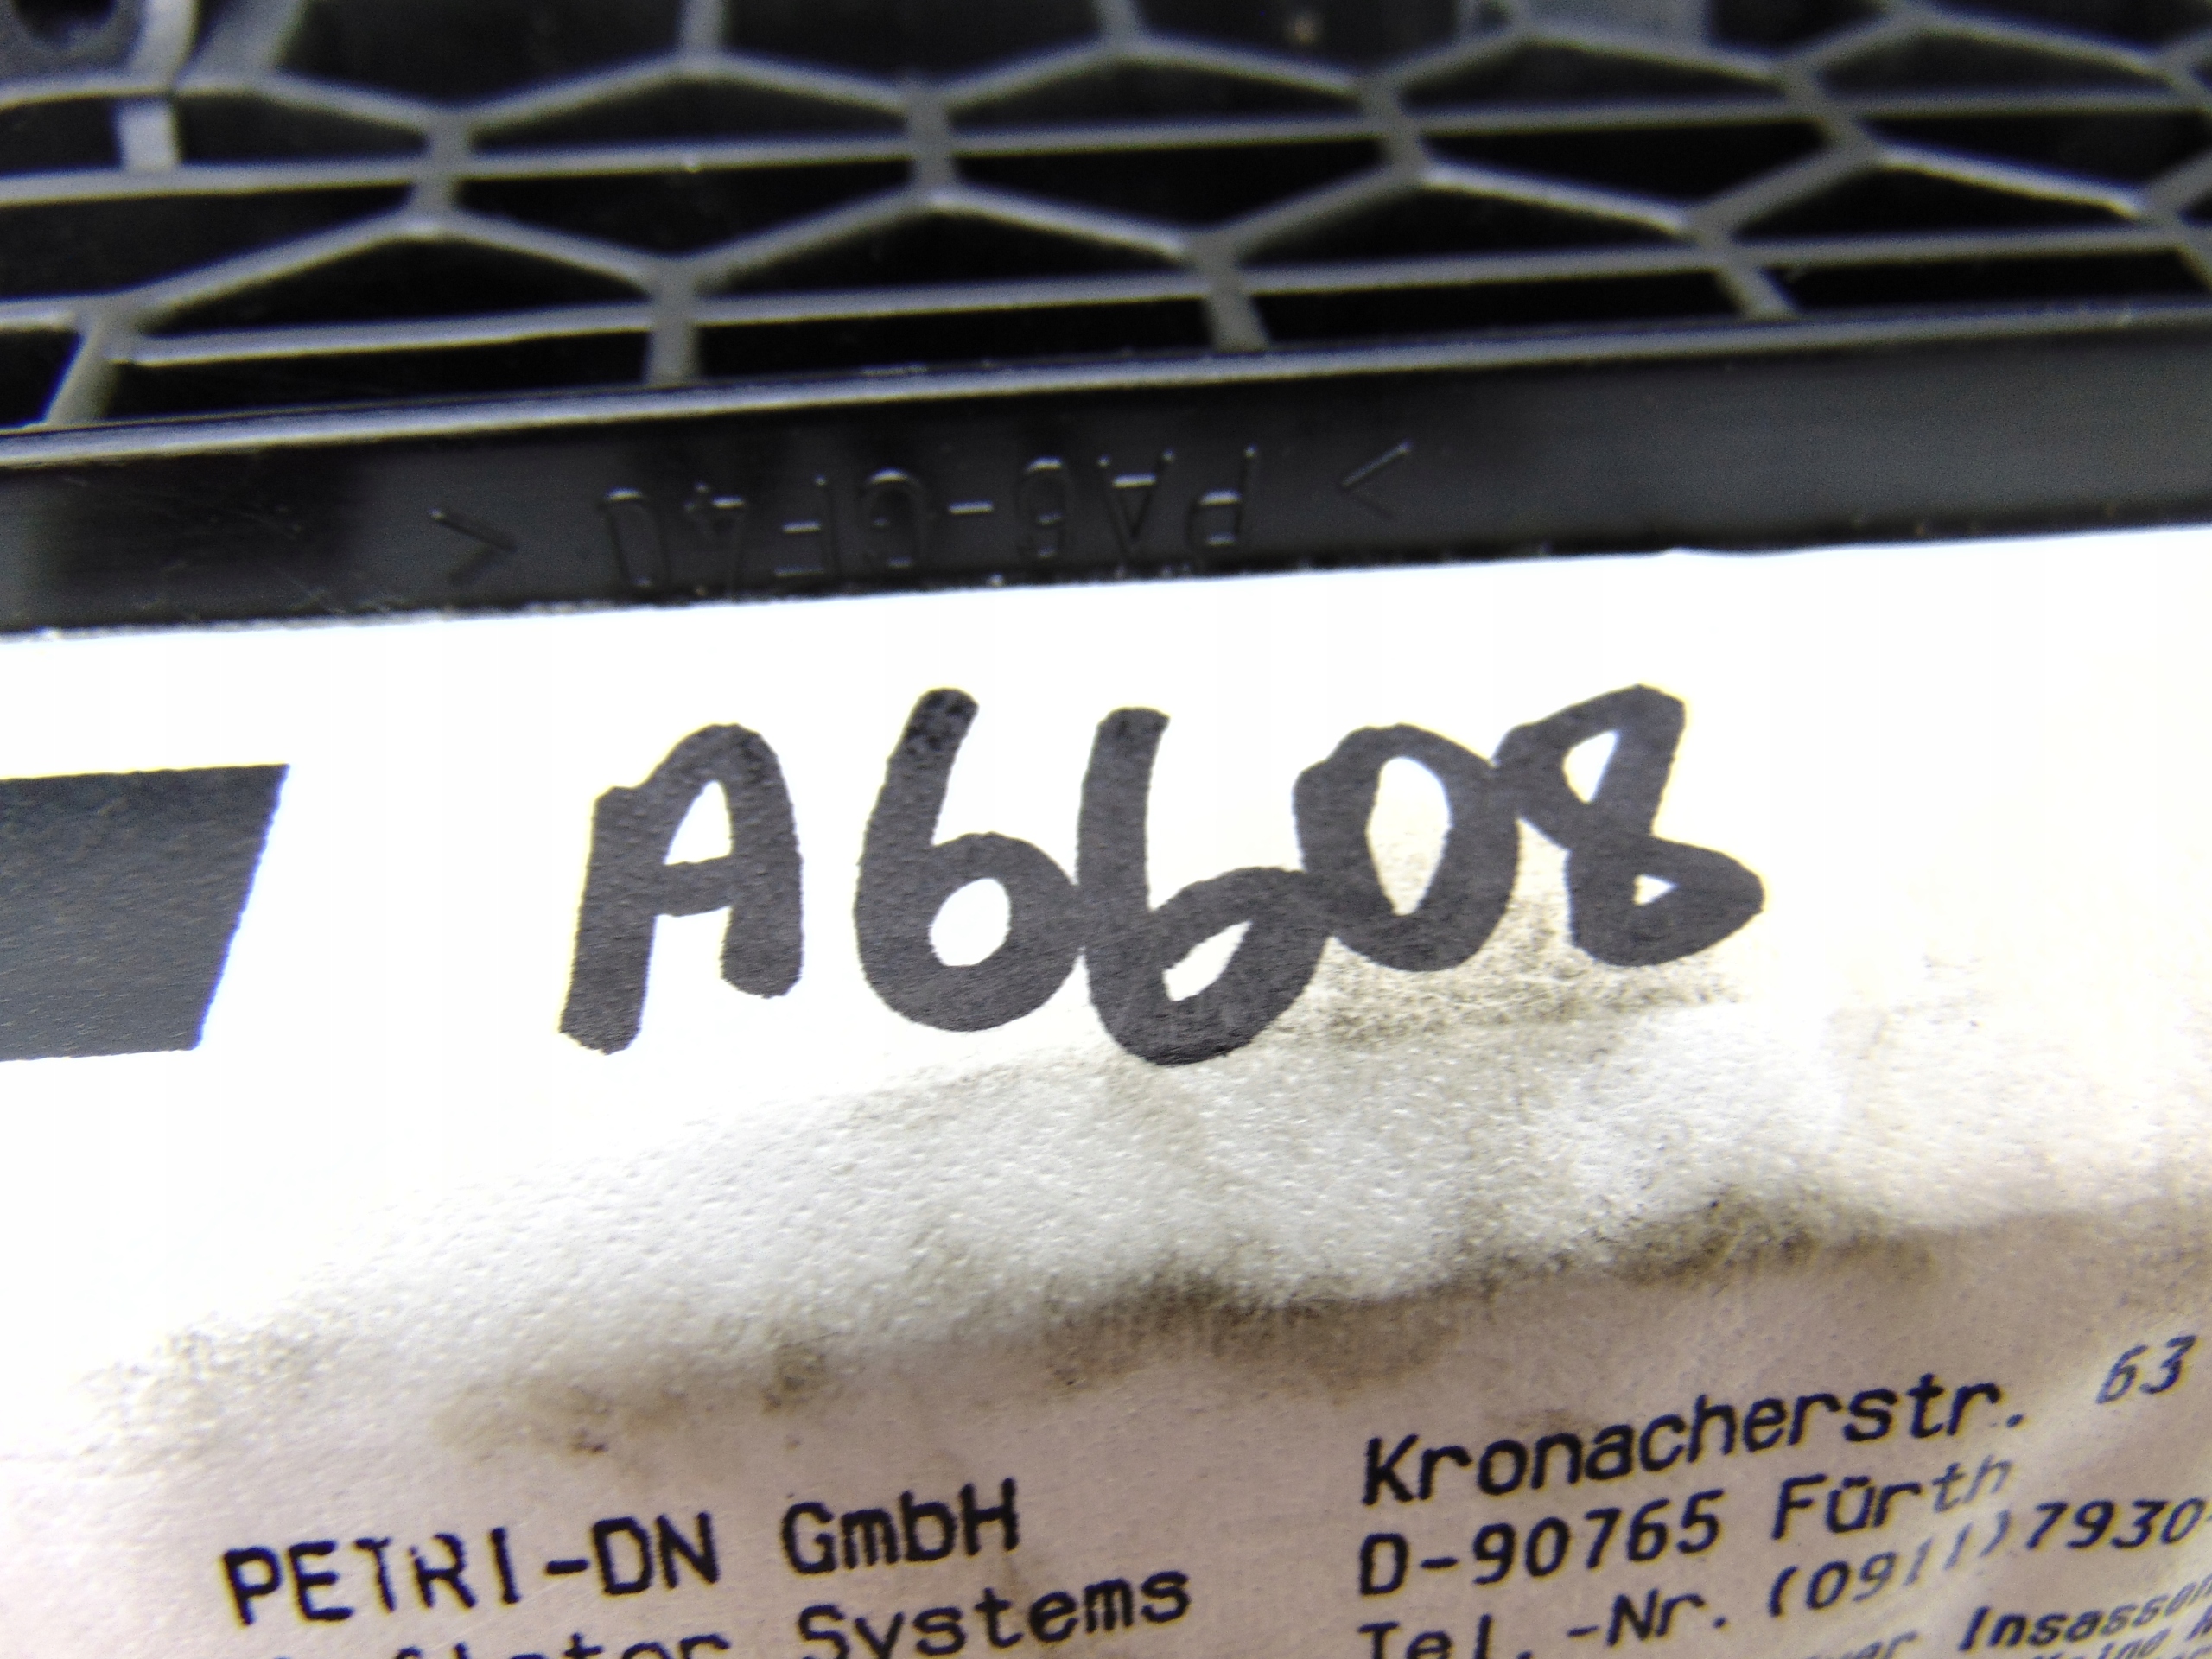 >PA6-GF40<
A6608
PETRI-DN GmbH
Systems
Kronacherstr. 63
D-90765 Fürth
Tel.-Nr. (0911)7930-